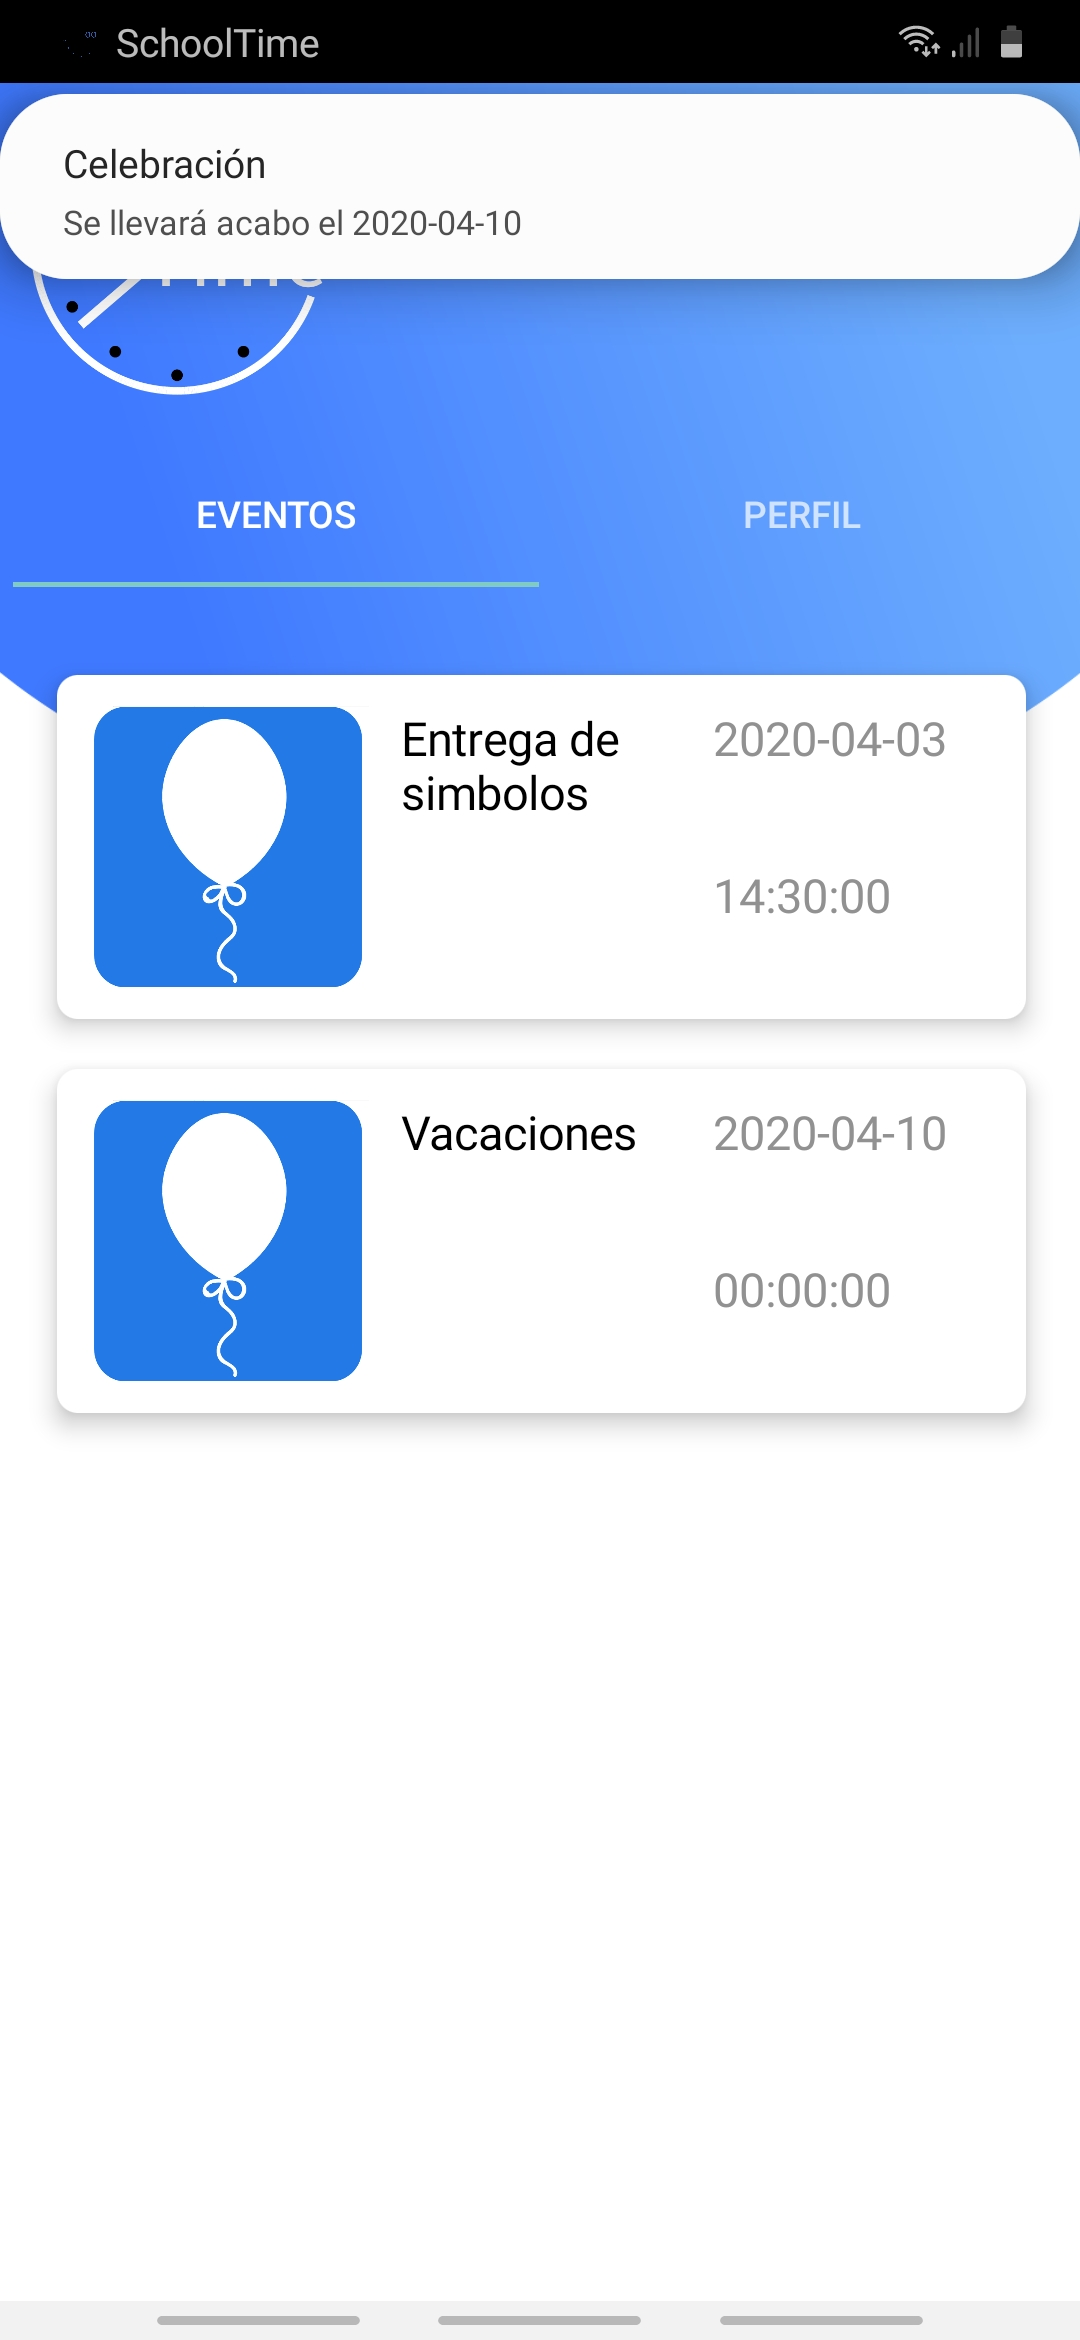 SchoolTime
Celebración
Se llevará acabo el 2020-04-10
EVENTOS
PERFIL
Entrega de
simbolos
2020-04-03
14:30:00
Vacaciones
2020-04-10
00:00:00